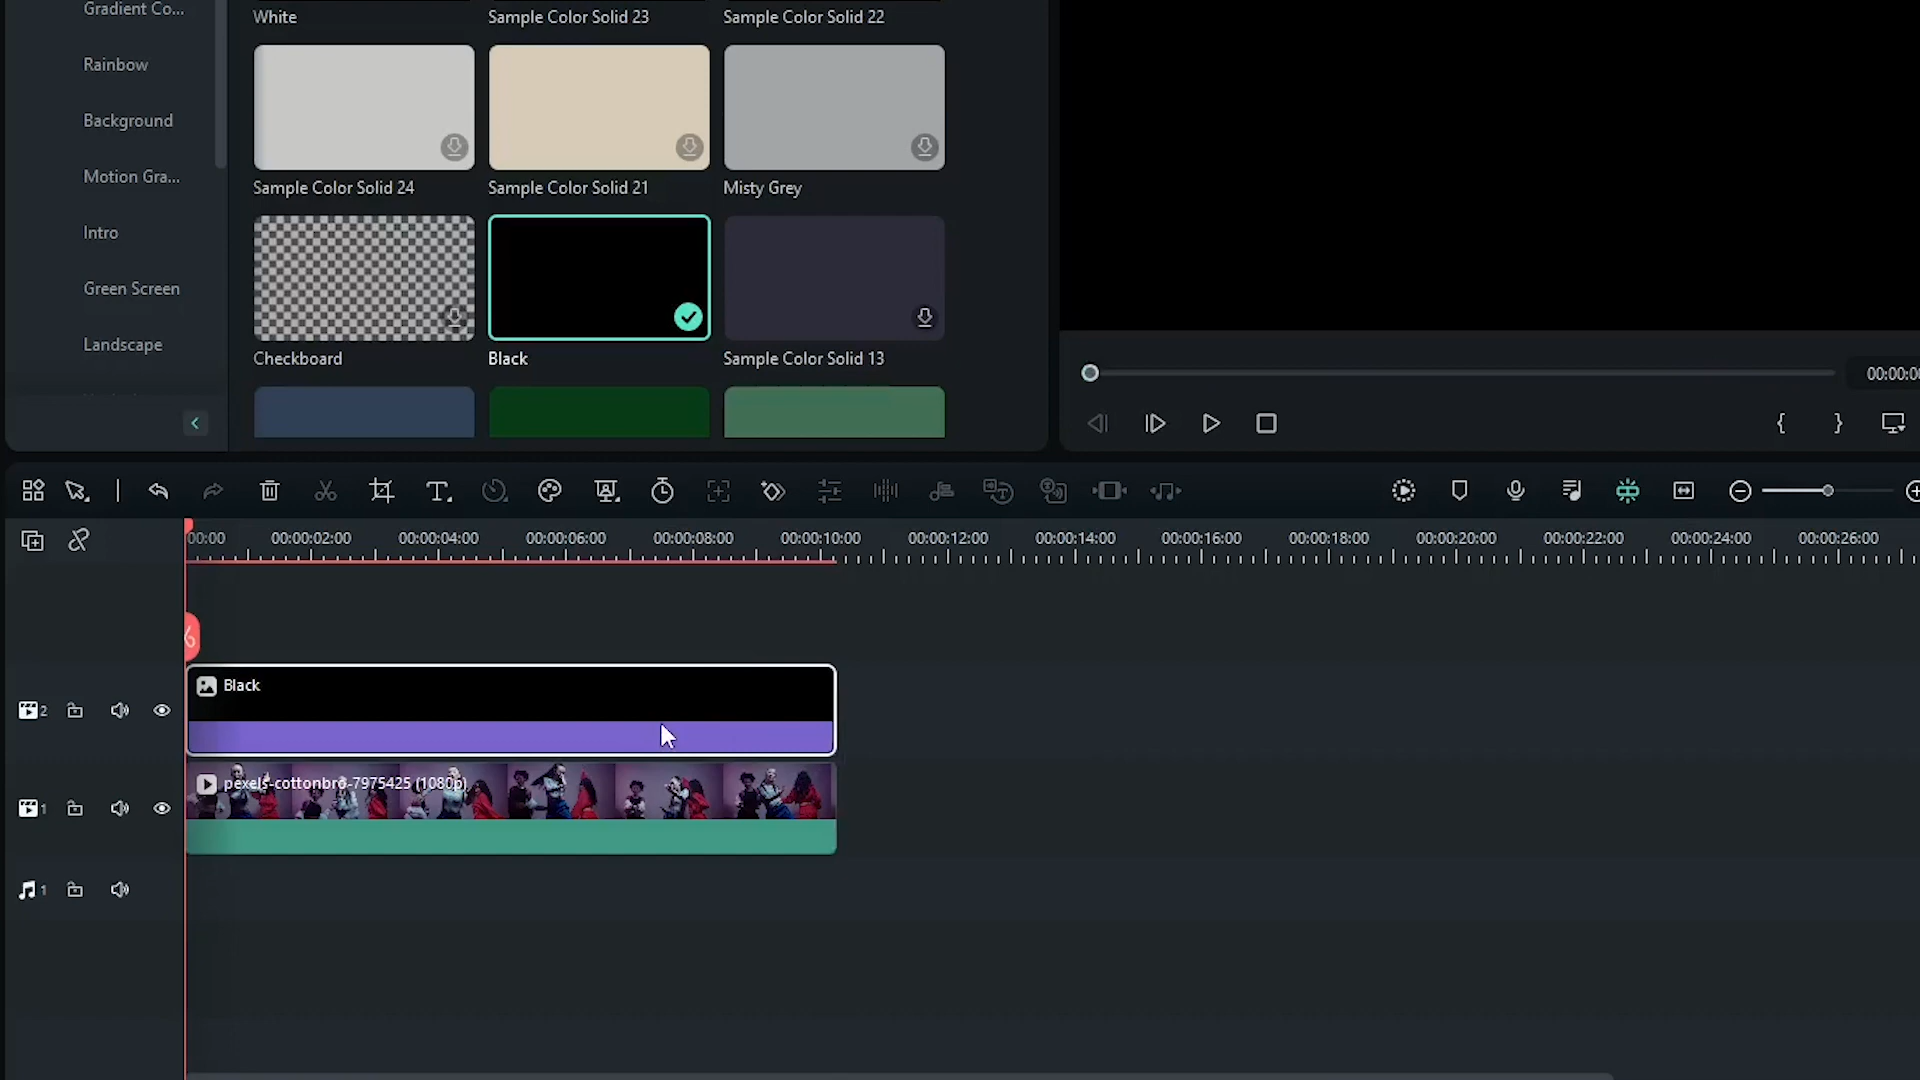 Gradient Co...
Rainbow
Background
Motion Gra...
Intro
Green Screen
Landscape
White
Sample Color Solid 23
Sample Color Solid 22
Sample Color Solid 24
Sample Color Solid 21
Misty Grey
Checkboard
Black
Sample Color Solid 13
00:00:00
00:00 00:00:02:00 00:00:04:00 00:00:06:00 00:00:08:00 00:00:10:00 00:00:12:00 00:00:14:00 00:00:16:00 00:00:18:00 00:00:20:00 00:00:22:00 00:00:24:00 00:00:26:00
Black
2
pexels-cottonbro-7975425 (1080p)
1
1